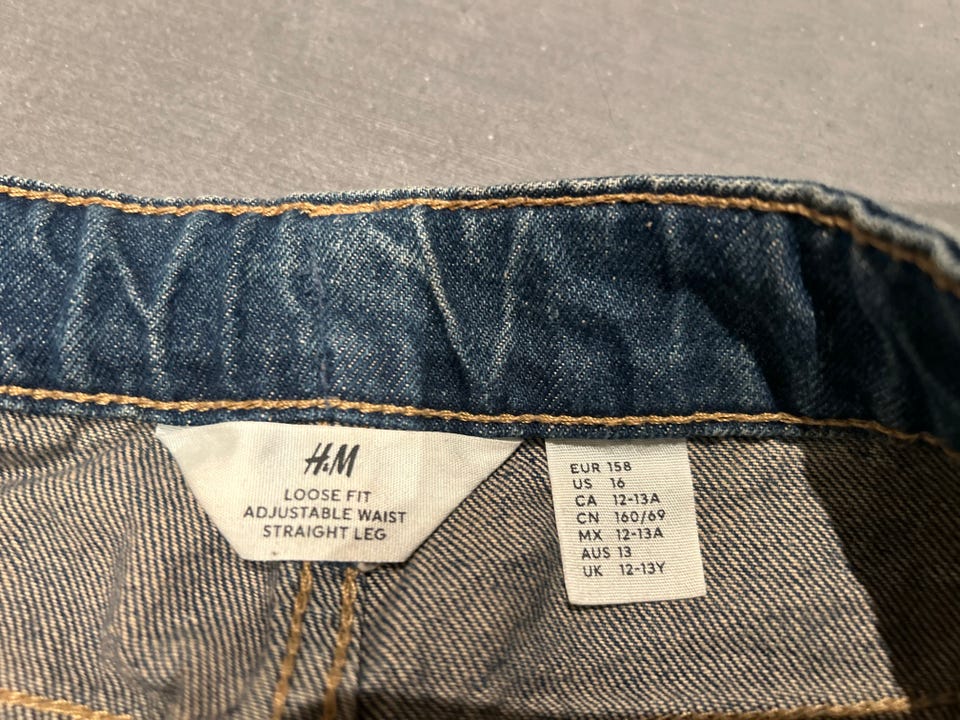 H&M
LOOSE FIT
ADJUSTABLE WAIST
STRAIGHT LEG
EUR 158
US 16
CA 12-13A
CN 160/69
MX 12-13A
AUS 13
UK 12-13Y